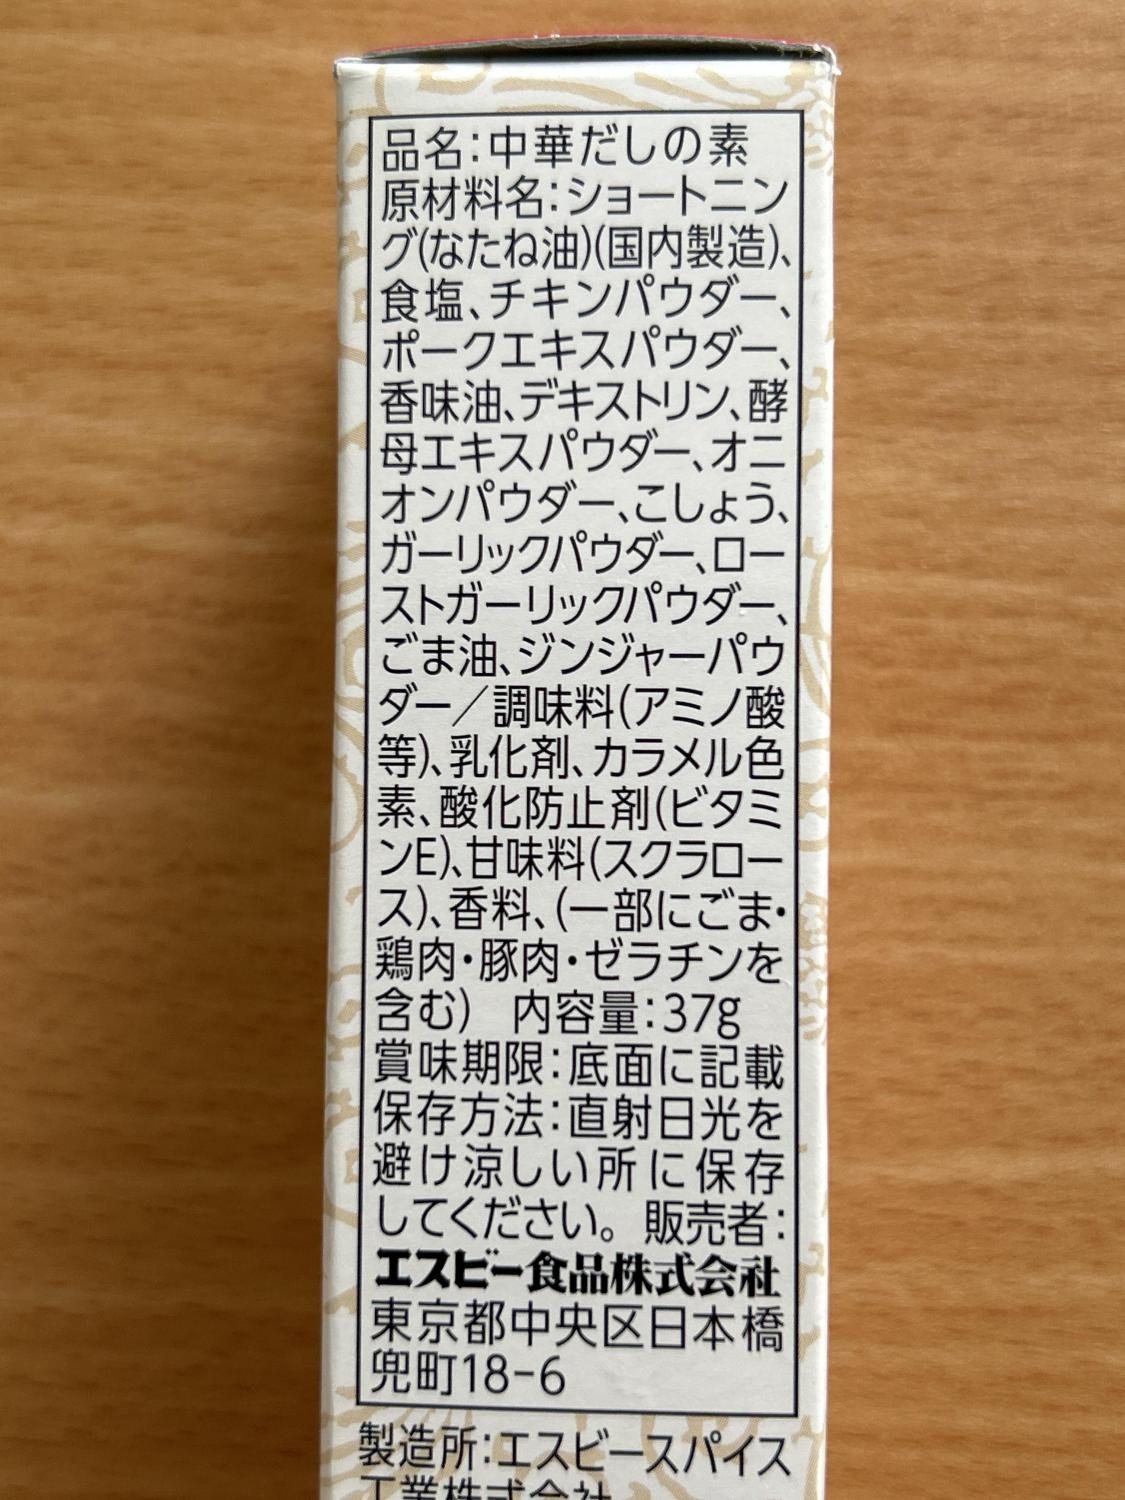 品名:中華だしの素
原材料名:ショートニン
グ(なたね油)(国内製造)、
食塩、チキンパウダー、
ポークエキスパウダー、
香味油、デキストリン、酵
母エキスパウダー、オニ
オンパウダー、こしょう、
ガーリックパウダー、ロー
ストガーリックパウダー、
ごま油、ジンジャーパウ
ダー/調味料(アミノ酸
等)、乳化剤、カラメル色
素、酸化防止剤(ビタミ
ンE)、甘味料(スクラロー
ス)、香料、(一部にごま・
鶏肉・豚肉・ゼラチンを
含む) 内容量:37g
賞味期限:底面に記載
保存方法:直射日光を
避け涼しい所に保存
してください。 販売者:
エスビー食品株式会社
東京都中央区日本橋
兜町18-6
製造所:エスビースパイス
工業株式会社